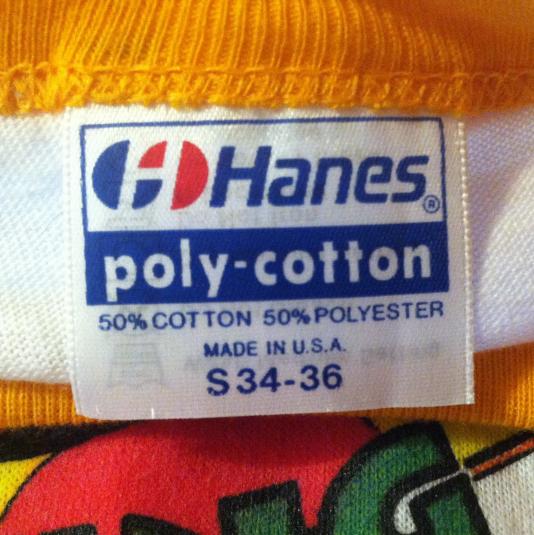 Hanes®
poly-cotton
50% COTTON 50% POLYESTER
MADE IN U.S.A.
S 34-36